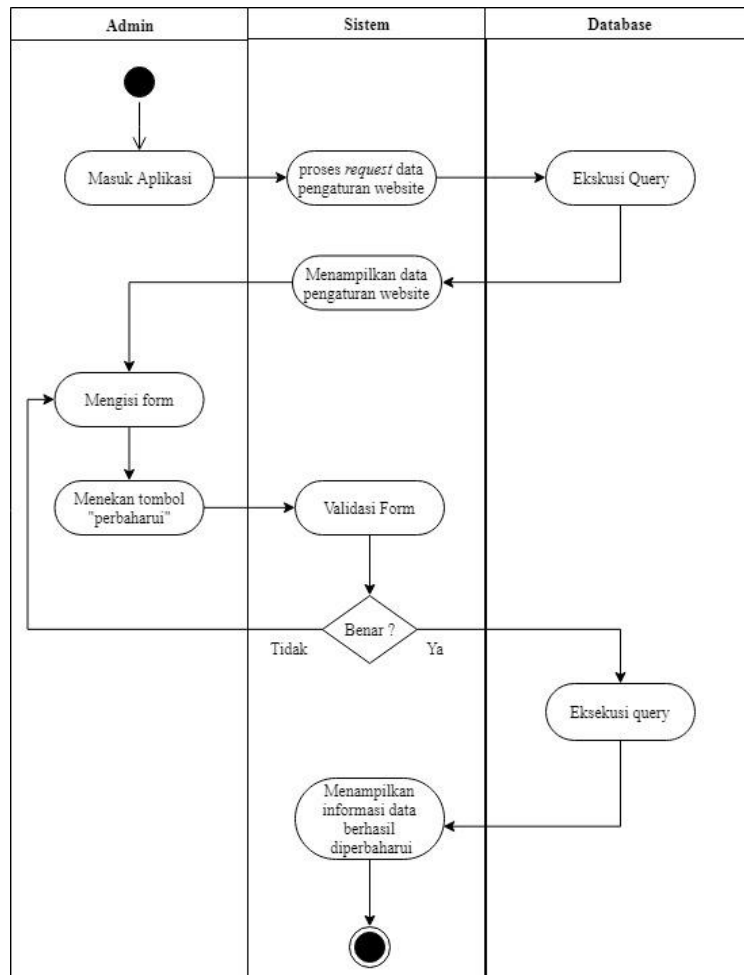 Admin
Sistem
Database
Masuk Aplikasi
proses request data
pengaturan website
Ekskusi Query
Menampilkan data
pengaturan website
Mengisi form
Menekan tombol
"perbaharui"
Validasi Form
Benar ?
Tidak
Ya
Eksekusi query
Menampilkan
informasi data
berhasil
diperbaharui